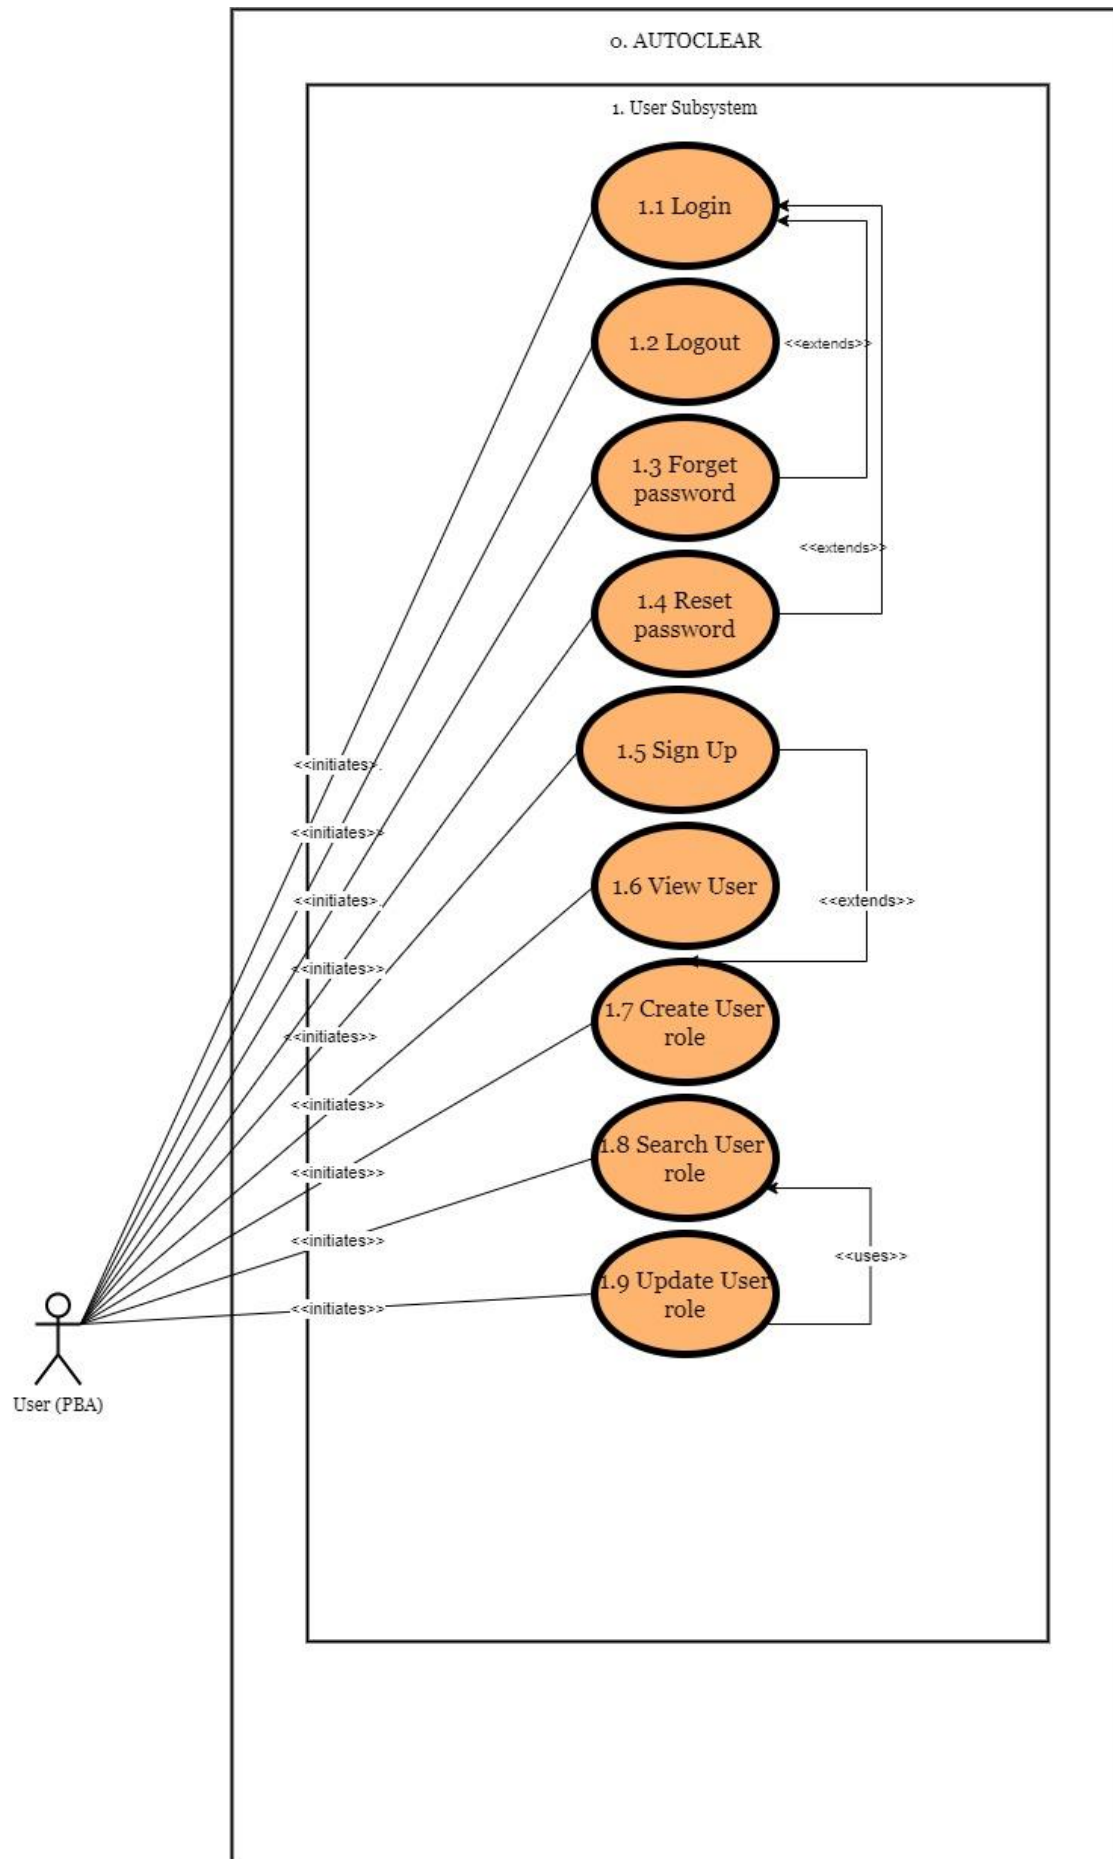 0. AUTOCLEAR
1. User Subsystem
1.1 Login
1.2 Logout
<<extends>>
1.3 Forget
password
<<extends>>
1.4 Reset
password
1.5 Sign Up
<<initiates>.
<<initiates>>
1.6 View User
<<initiates>.
<<extends>>
<<initiates>>
1.7 Create User
role
<<initiates>>
<<initiates>>
1.8 Search User
role
<<initiates>>
<<initiates>>
<<uses>>
1.9 Update User
role
<<initiates>>
User (PBA)